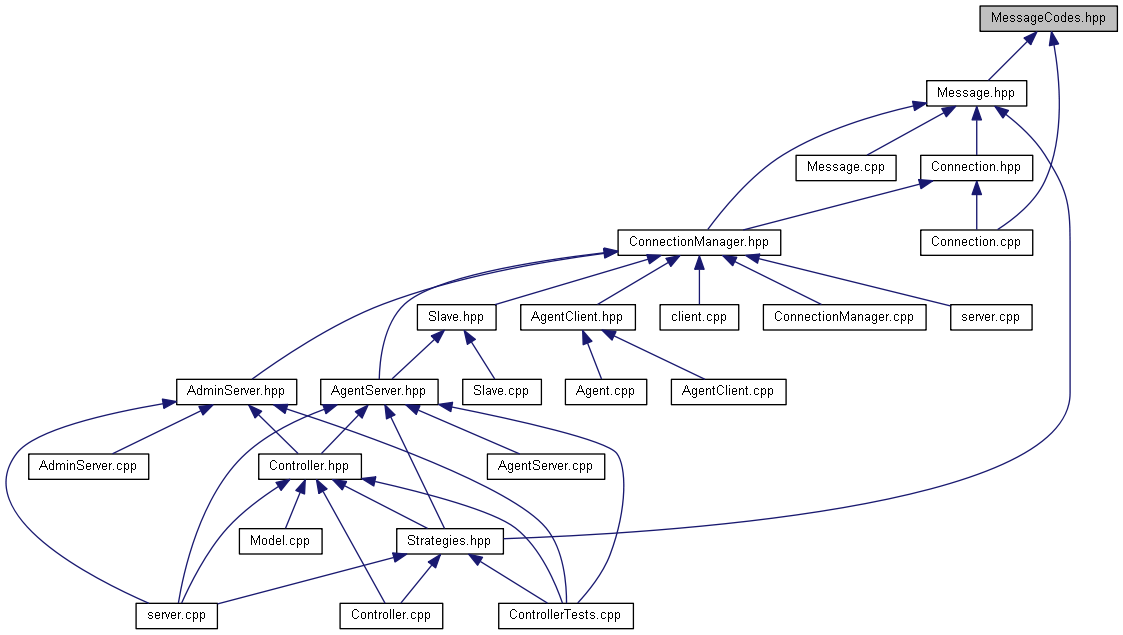 MessageCodes.hpp
Message.hpp
Message.cpp
Connection.hpp
ConnectionManager.hpp
Connection.cpp
Slave.hpp
AgentClient.hpp
client.cpp
ConnectionManager.cpp
server.cpp
AdminServer.hpp
AgentServer.hpp
Slave.cpp
Agent.cpp
AgentClient.cpp
AdminServer.cpp
Controller.hpp
AgentServer.cpp
Model.cpp
Strategies.hpp
server.cpp
Controller.cpp
ControllerTests.cpp